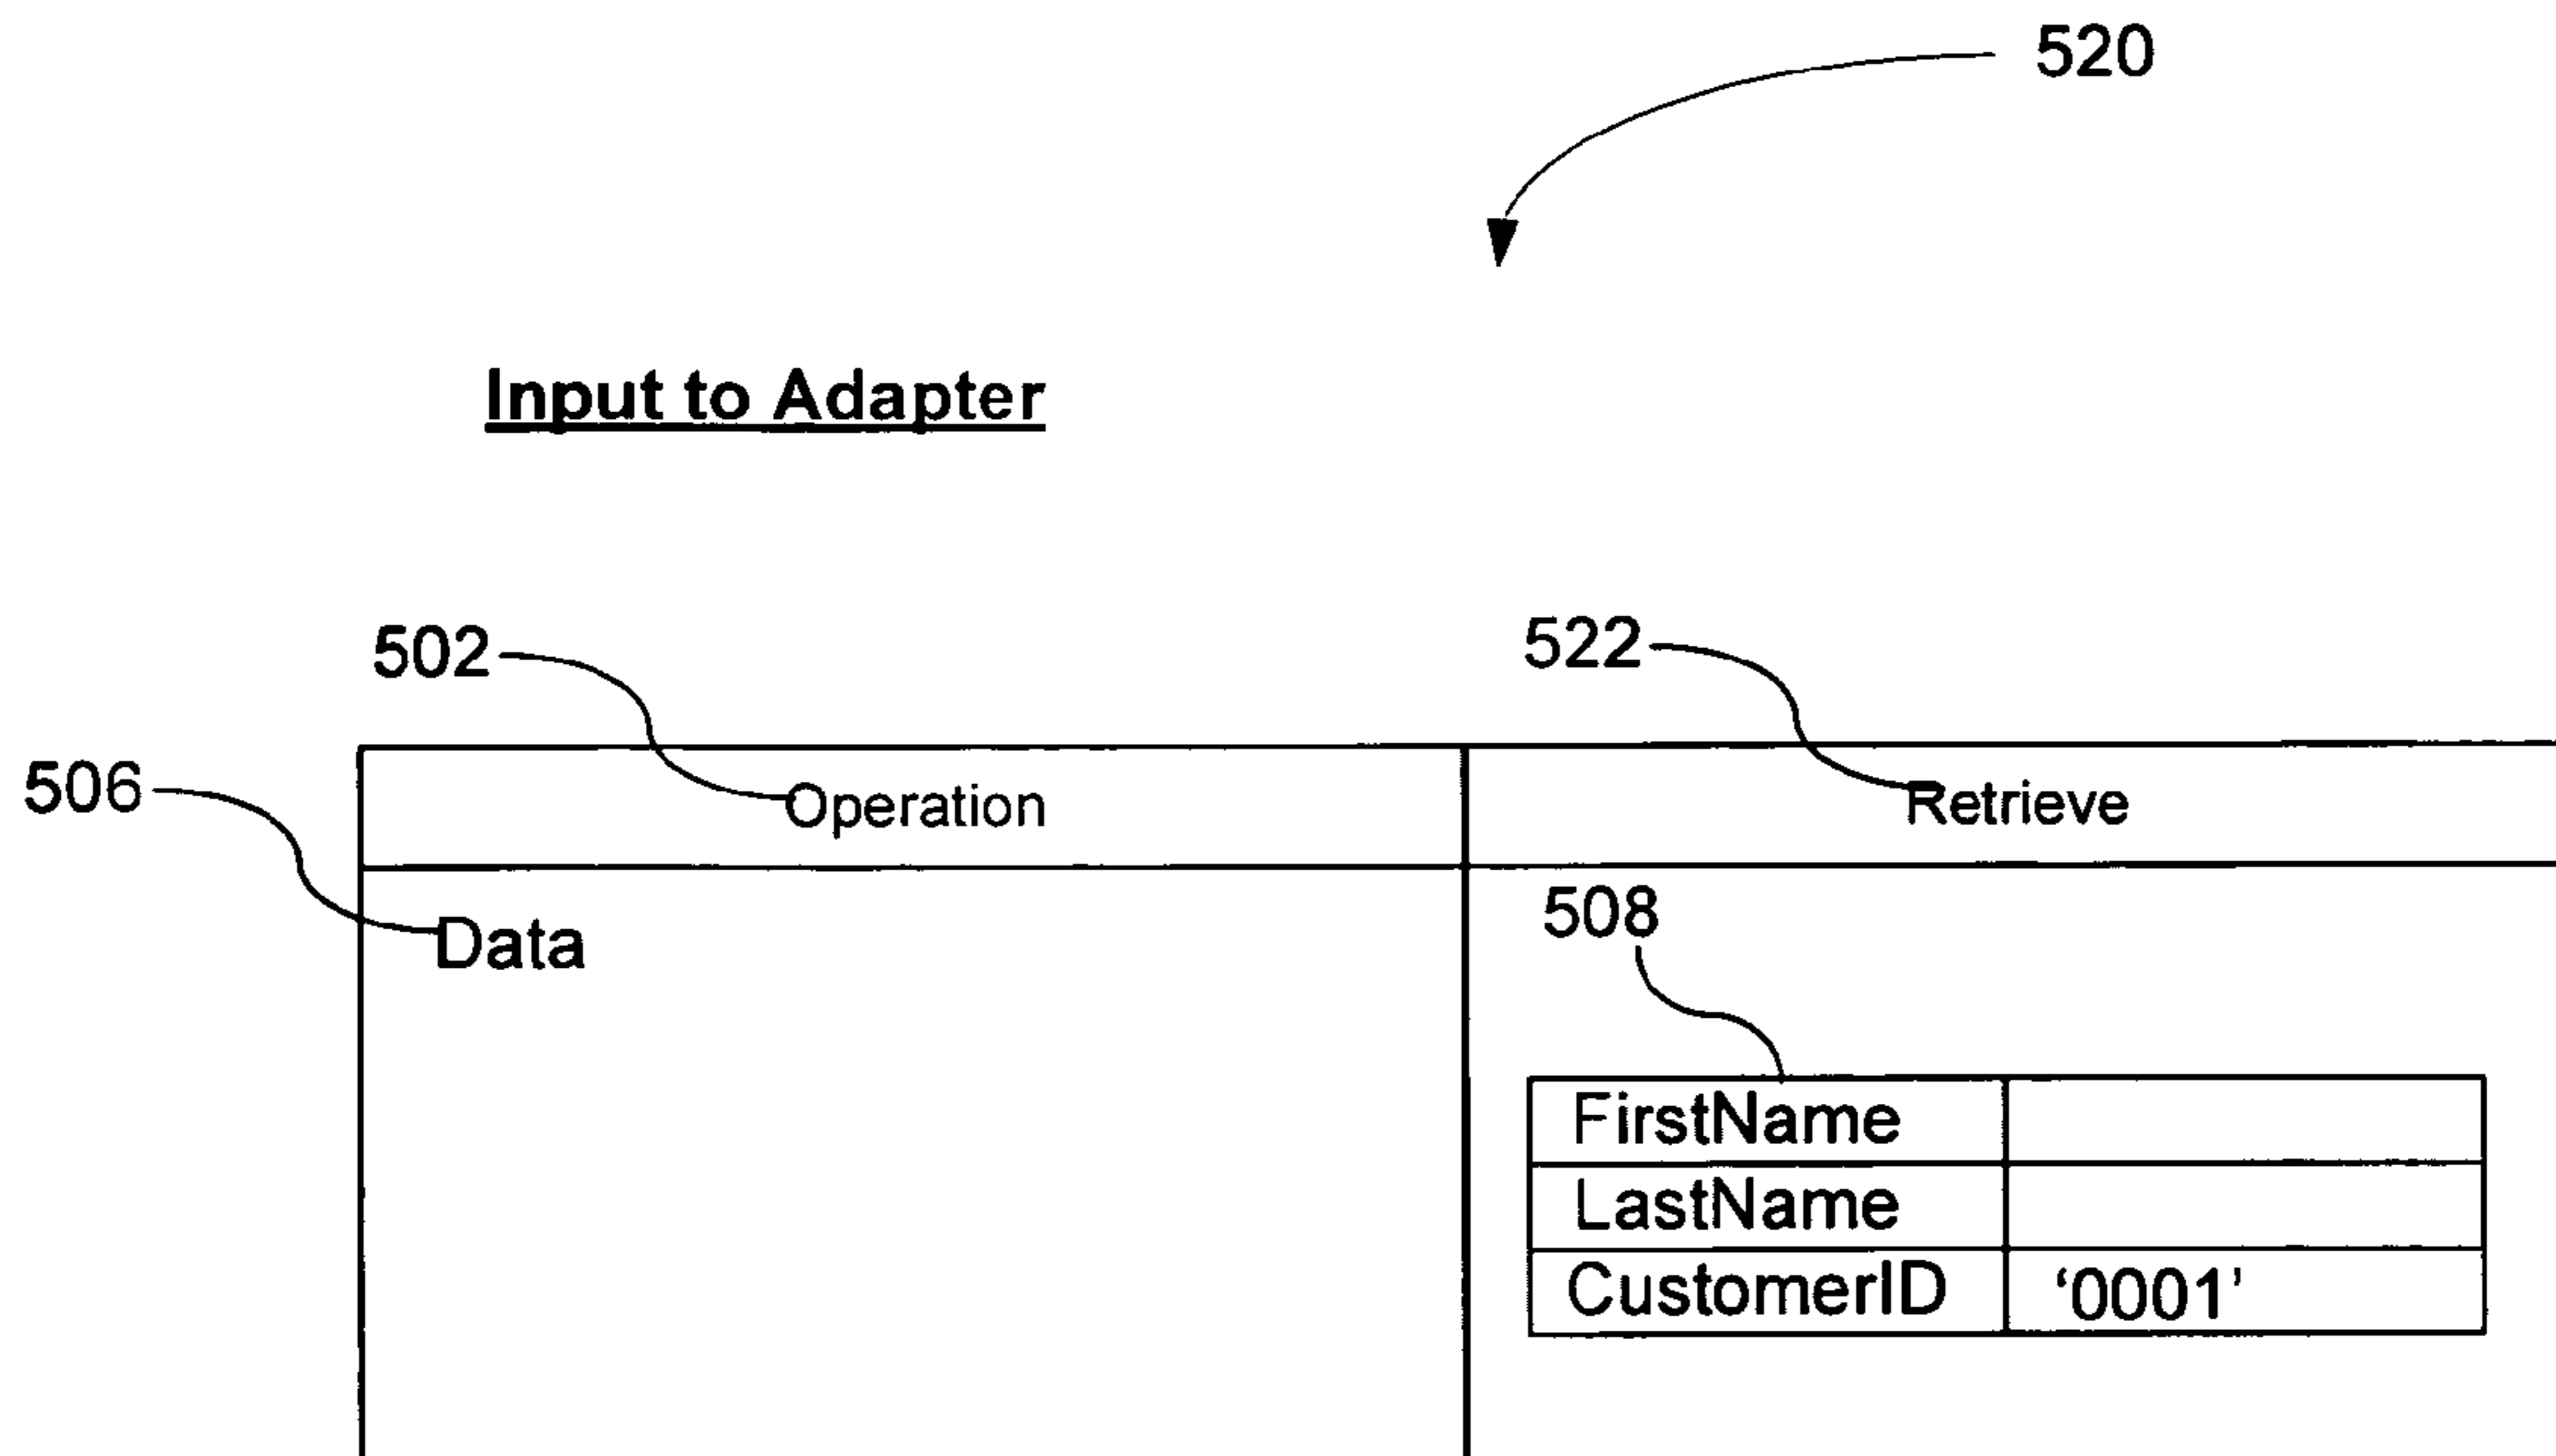 520
Input to Adapter
502
522
506
Operation
Retrieve
508
Data
FirstName
LastName
CustomerID ‘0001’